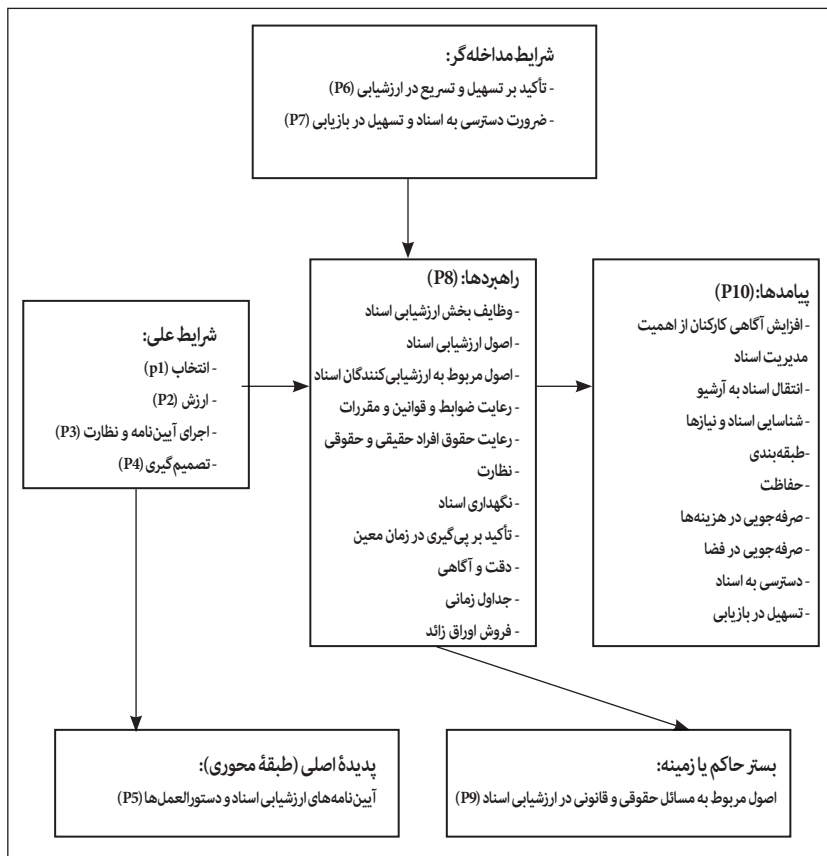 شرایط مداخله‌گر:
- تأکید بر تسهیل و تسریع در ارزشیابی (P6)
- ضرورت دسترسی به اسناد و تسهیل در بازیابی (P7)
شرایط علی:
- انتخاب (p1)
- ارزش (P2)
- اجرای آیین‌نامه و نظارت (P3)
- تصمیم‌گیری (P4)
راهبردها: (P8)
- وظایف بخش ارزشیابی اسناد
- اصول ارزشیابی اسناد
- اصول مربوط به ارزشیابی‌کنندگان اسناد
- رعایت ضوابط و قوانین و مقررات
- رعایت حقوق افراد حقیقی و حقوقی
- نظارت
- نگهداری اسناد
- تأکید بر پی‌گیری در زمان معین
- دقت و آگاهی
- جداول زمانی
- فروش اوراق زائد
پیامدها: (P10)
- افزایش آگاهی کارکنان از اهمیت
مدیریت اسناد
- انتقال اسناد به آرشیو
- شناسایی اسناد و نیازها
-طبقه‌بندی
- حفاظت
- صرفه‌جویی در هزینه‌ها
- صرفه‌جویی در فضا
- دسترسی به اسناد
- تسهیل در بازیابی
پدیدۀ اصلی (طبقۀ محوری):
آیین‌نامه‌های ارزشیابی اسناد و دستورالعمل‌ها (P5)
بستر حاکم یا زمینه:
اصول مربوط به مسائل حقوقی و قانونی در ارزشیابی اسناد (P9)